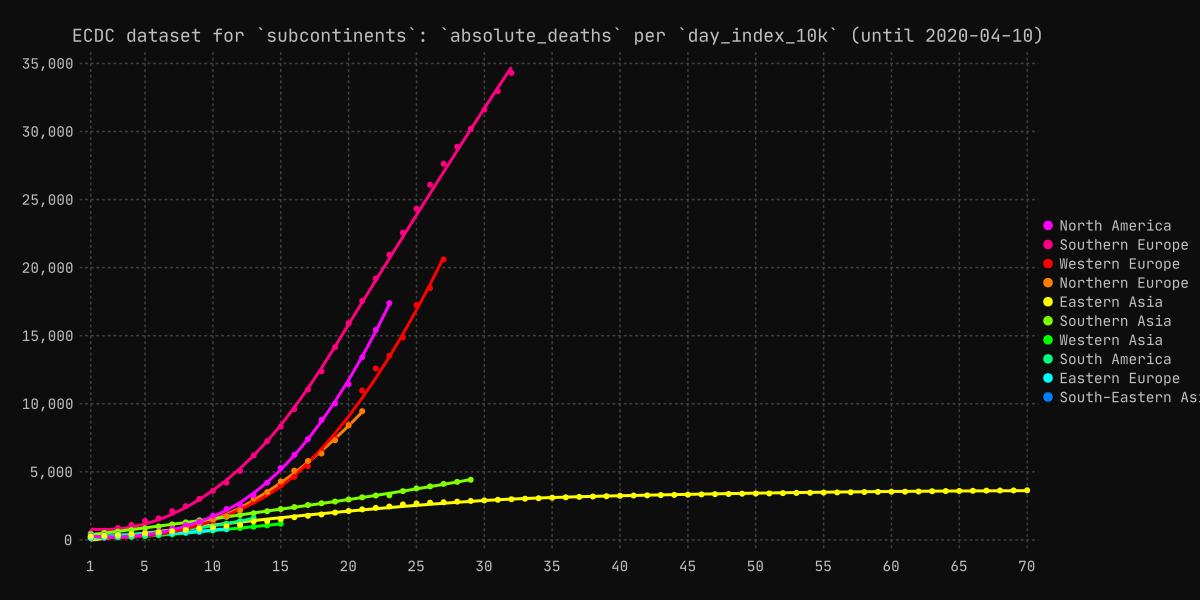 ECDC dataset for `subcontinents`: `absolute_deaths` per `day_index_10k` (until 2020-04-10)
35,000
30,000
25,000
20,000
15,000
10,000
5,000
0
1 5 10 15 20 25 30 35 40 45 50 55 60 65 70
North America
Southern Europe
Western Europe
Northern Europe
Eastern Asia
Southern Asia
Western Asia
South America
Eastern Europe
South-Eastern Asi